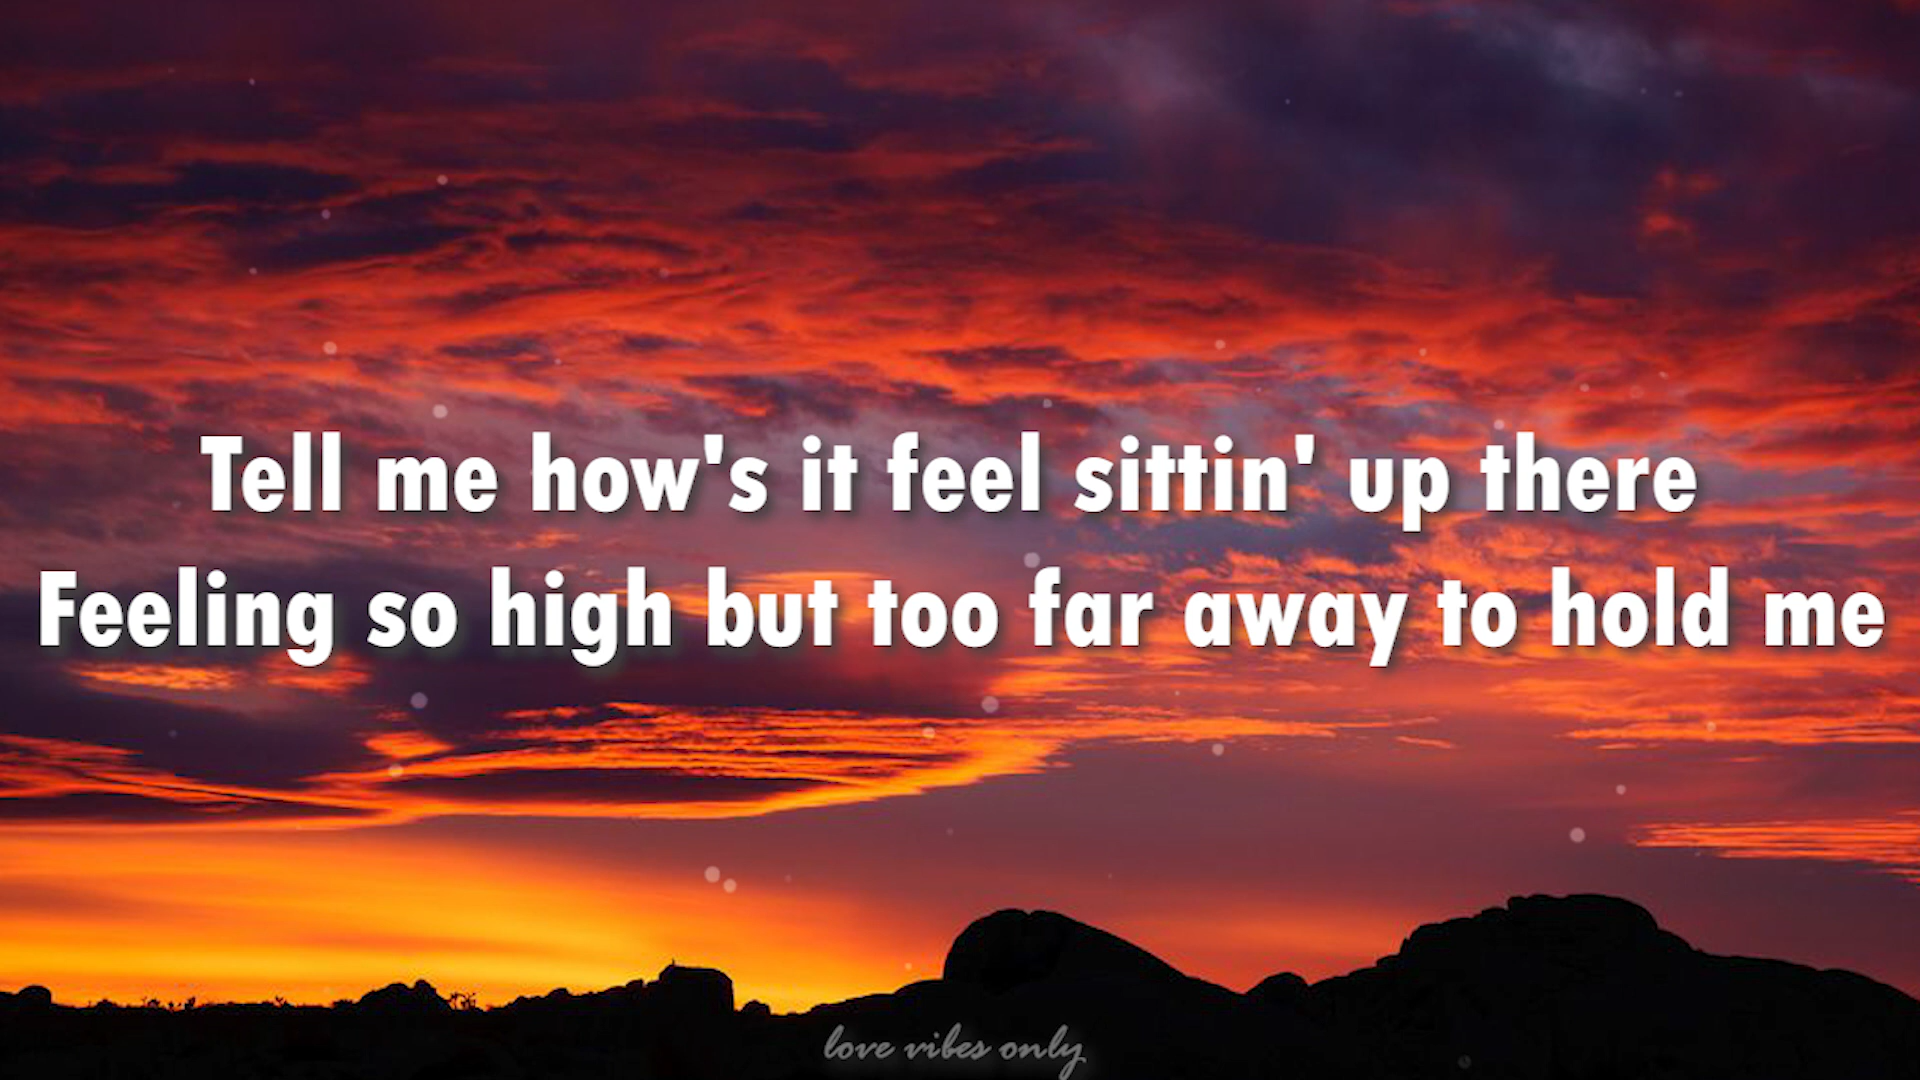 Tell me how's it feel sittin' up there
Feeling so high but too far away to hold me
love vibes only